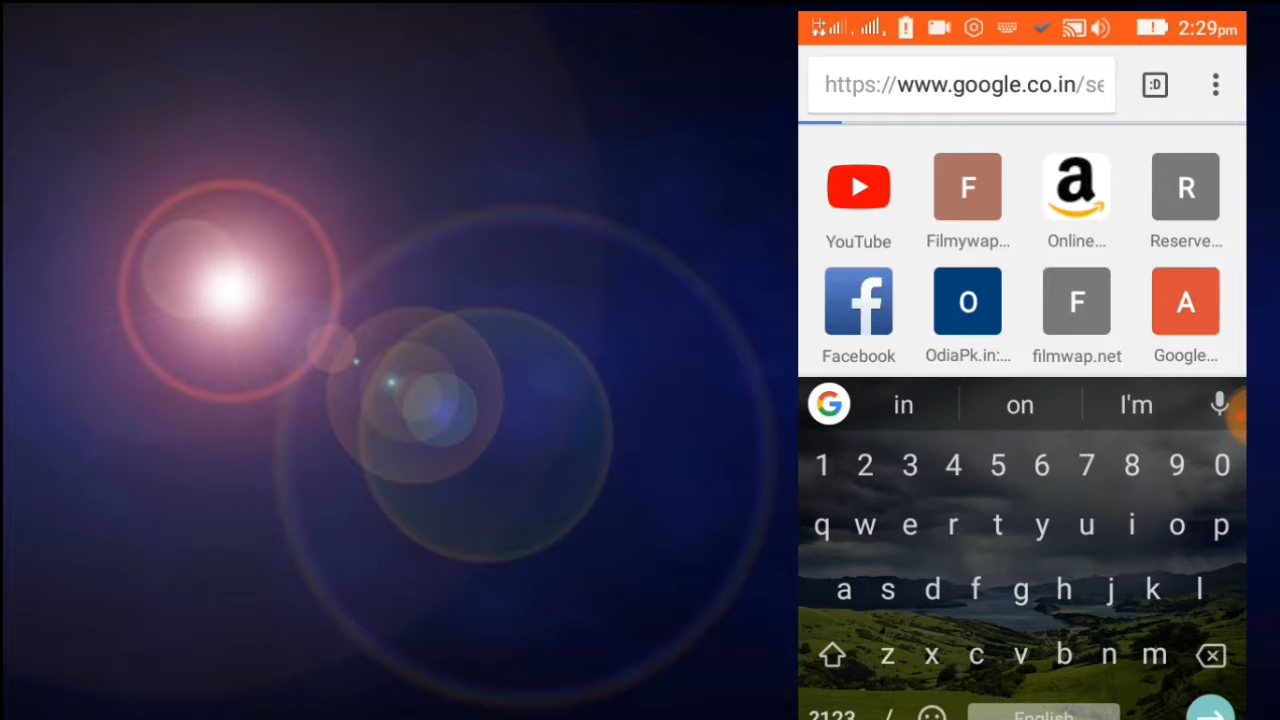 2:29pm
https://www.google.co.in/se
:D
F R
YouTube Filmywap... Online... Reserve...
O F A
Facebook OdiaPk.in:... filmwap.net Google...
in on I'm
1 2 3 4 5 6 7 8 9 0
q w e r t y u i o p
a s d f g h j k l
z x c v b n m
?123 / English